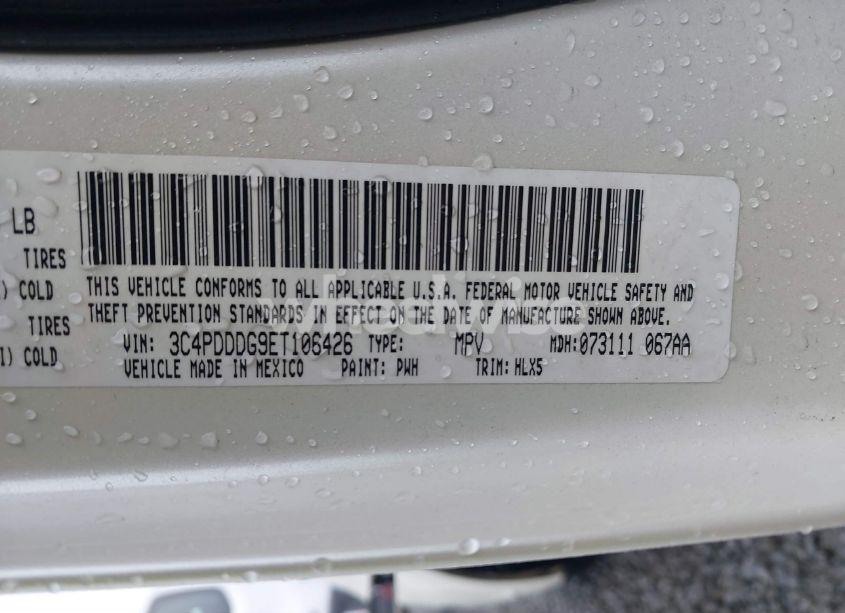 LB
TIRES
) COLD
TIRES
I) COLD
THIS VEHICLE CONFORMS TO ALL APPLICABLE U.S.A. FEDERAL MOTOR VEHICLE SAFETY AND
THEFT PREVENTION STANDARDS IN EFFECT ON THE DATE OF MANUFACTURE SHOWN ABOVE.
VIN: 3C4PDDDG9ET106426 TYPE: MPV MDH:073111 067AA
VEHICLE MADE IN MEXICO PAINT: PWH TRIM: HLX5